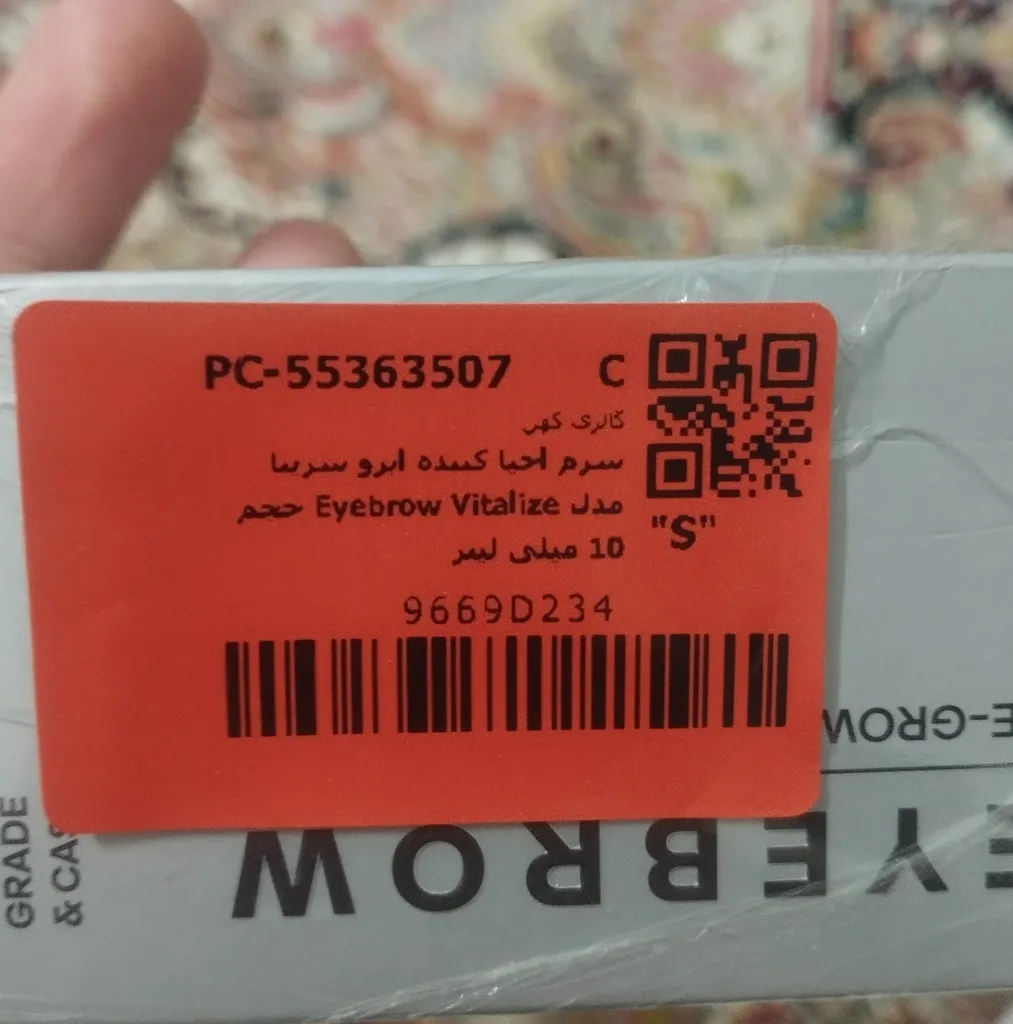 PC-55363507 C
گالری کهن
سرم احیا کننده ابرو سریتا
مدل Eyebrow Vitalize حجم
10 میلی لیتر
"S"
9669D234
E-GROW
EYEBROW
GRADE
& CAS